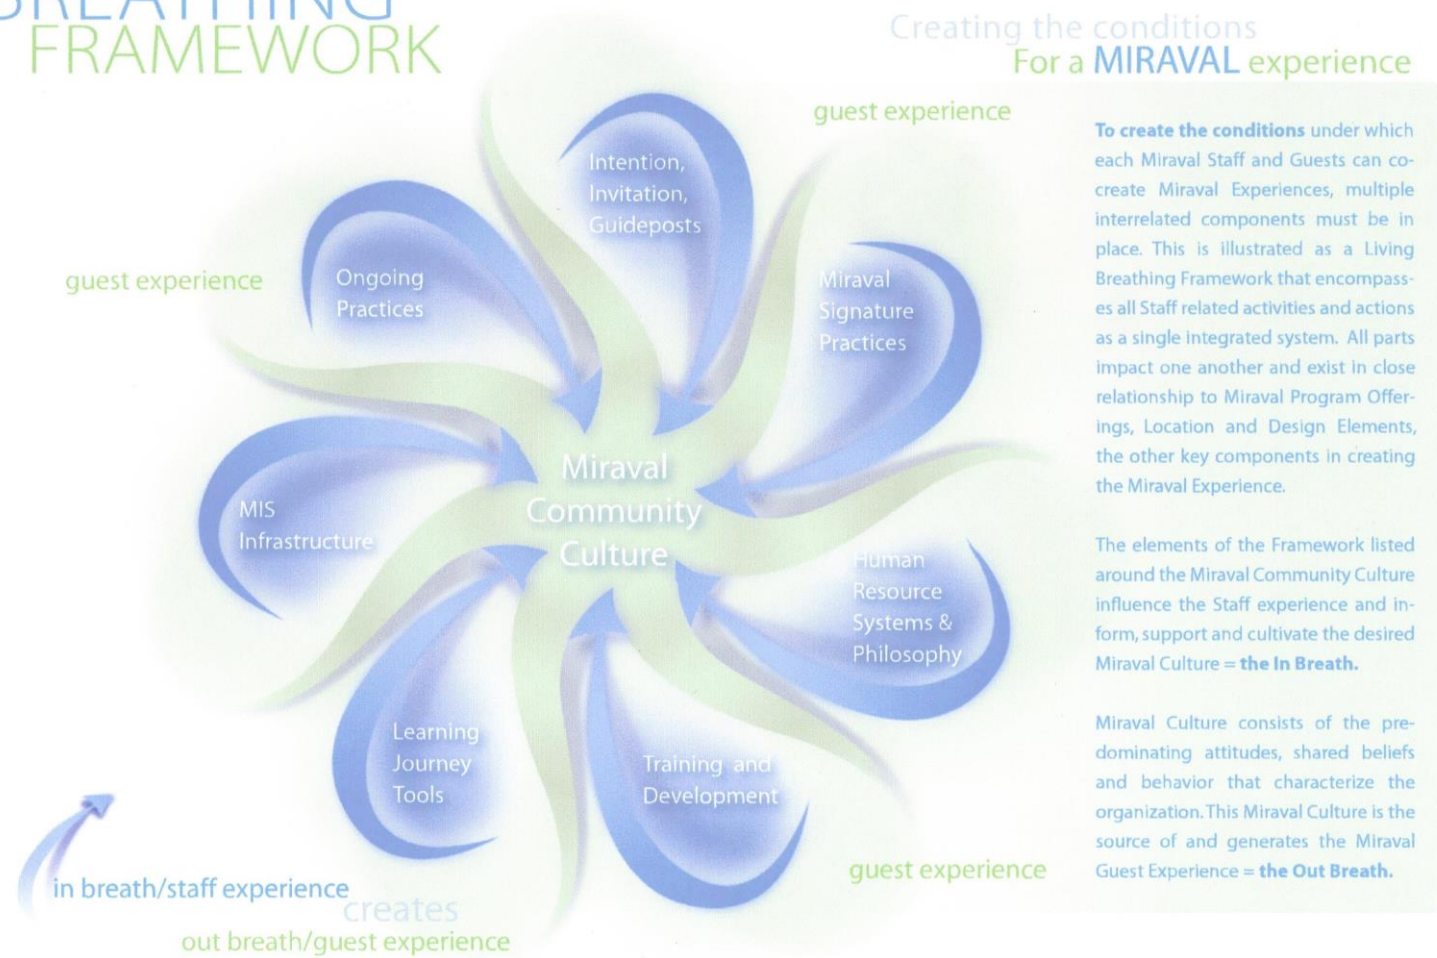 BREATHING
FRAMEWORK
Creating the conditions
For a MIRAVAL experience
guest experience
Intention,
Invitation,
Guideposts
Ongoing
Practices
guest experience
Miraval
Signature
Practices
MIS
Infrastructure
Miraval
Community
Culture
Human
Resource
Systems &
Philosophy
Learning
Journey
Tools
Training and
Development
guest experience
in breath/staff experience
creates
out breath/guest experience
To create the conditions under which
each Miraval Staff and Guests can co-
create Miraval Experiences, multiple
interrelated components must be in
place. This is illustrated as a Living
Breathing Framework that encompass-
es all Staff related activities and actions
as a single integrated system. All parts
impact one another and exist in close
relationship to Miraval Program Offer-
ings, Location and Design Elements,
the other key components in creating
the Miraval Experience.
The elements of the Framework listed
around the Miraval Community Culture
influence the Staff experience and in-
form, support and cultivate the desired
Miraval Culture = the In Breath.
Miraval Culture consists of the pre-
dominating attitudes, shared beliefs
and behavior that characterize the
organization. This Miraval Culture is the
source of and generates the Miraval
Guest Experience = the Out Breath.